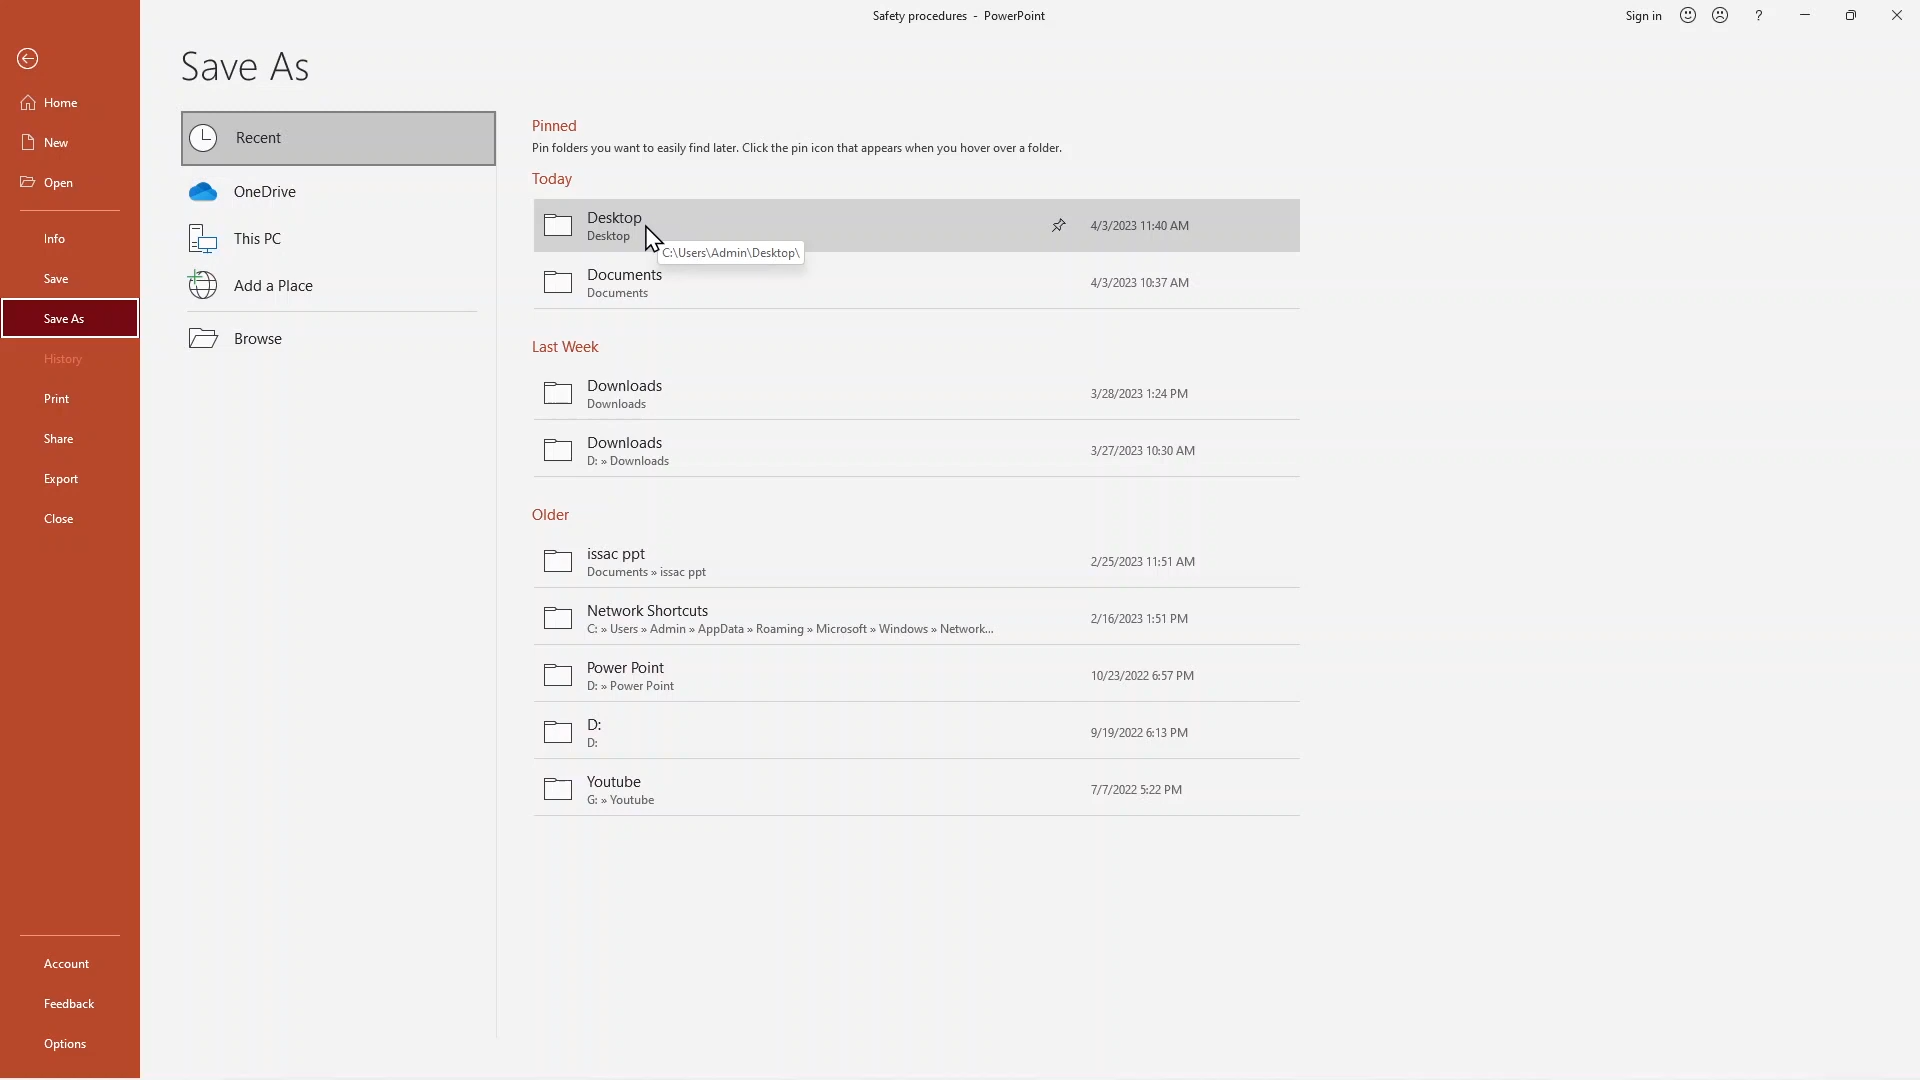 Safety procedures - PowerPoint
Sign in
?
Save As
Home
New
Open
Info
Save
Save As
History
Print
Share
Export
Close
Account
Feedback
Options
Recent
OneDrive
This PC
Add a Place
Browse
Pinned
Pin folders you want to easily find later. Click the pin icon that appears when you hover over a folder.
Today
Desktop
Desktop
4/3/2023 11:40 AM
C:\Users\Admin\Desktop\
Documents
Documents
4/3/2023 10:37 AM
Last Week
Downloads
Downloads
3/28/2023 1:24 PM
Downloads
D: » Downloads
3/27/2023 10:30 AM
Older
issac ppt
Documents » issac ppt
2/25/2023 11:51 AM
Network Shortcuts
C: » Users » Admin » AppData » Roaming » Microsoft » Windows » Network...
2/16/2023 1:51 PM
Power Point
D: » Power Point
10/23/2022 6:57 PM
D:
D:
9/19/2022 6:13 PM
Youtube
G: » Youtube
7/7/2022 5:22 PM